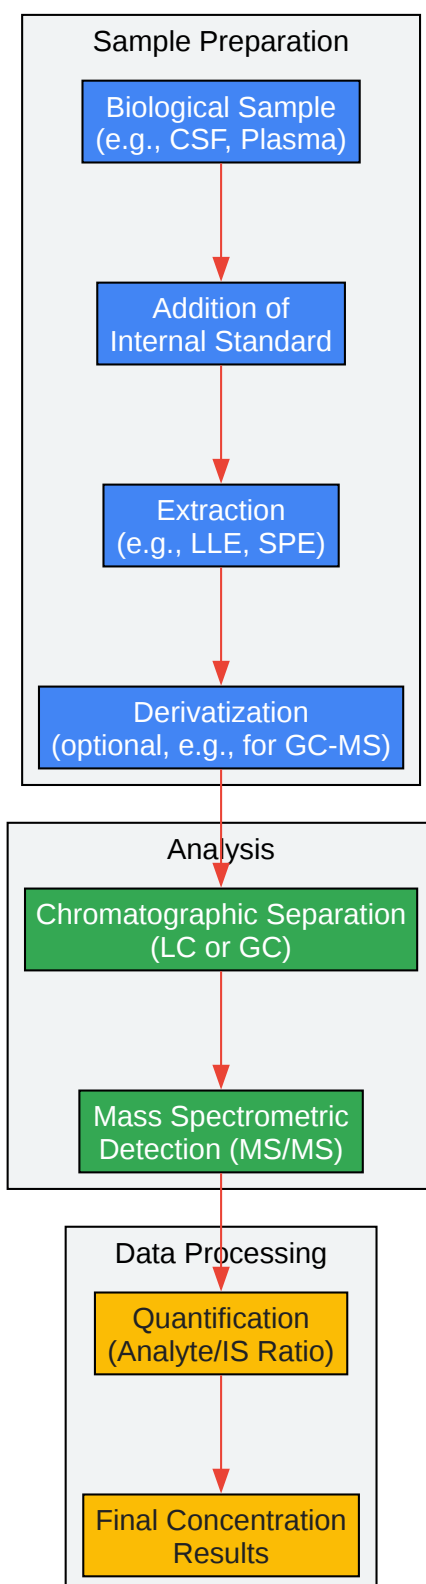 Sample Preparation
Biological Sample
(e.g., CSF, Plasma)
Addition of
Internal Standard
Extraction
(e.g., LLE, SPE)
Derivatization
(optional, e.g., for GC-MS)
Analysis
Chromatographic Separation
(LC or GC)
Mass Spectrometric
Detection (MS/MS)
Data Processing
Quantification
(Analyte/IS Ratio)
Final Concentration
Results